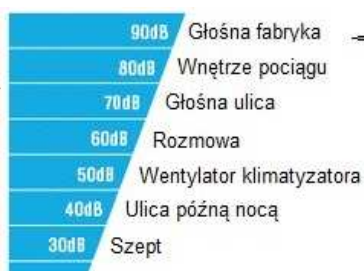 90dB Głośna fabryka
80dB Wnętrze pociągu
70dB Głośna ulica
60dB Rozmowa
50dB Wentylator klimatyzatora
40dB Ulica późną nocą
30dB Szept